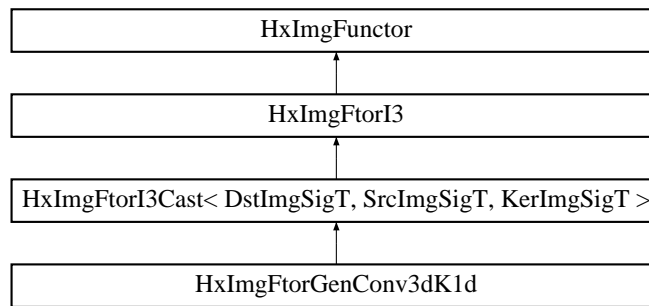 HxImgFunctor
HxImgFtorI3
HxImgFtorI3Cast< DstImgSigT, SrcImgSigT, KerImgSigT >
HxImgFtorGenConv3dK1d